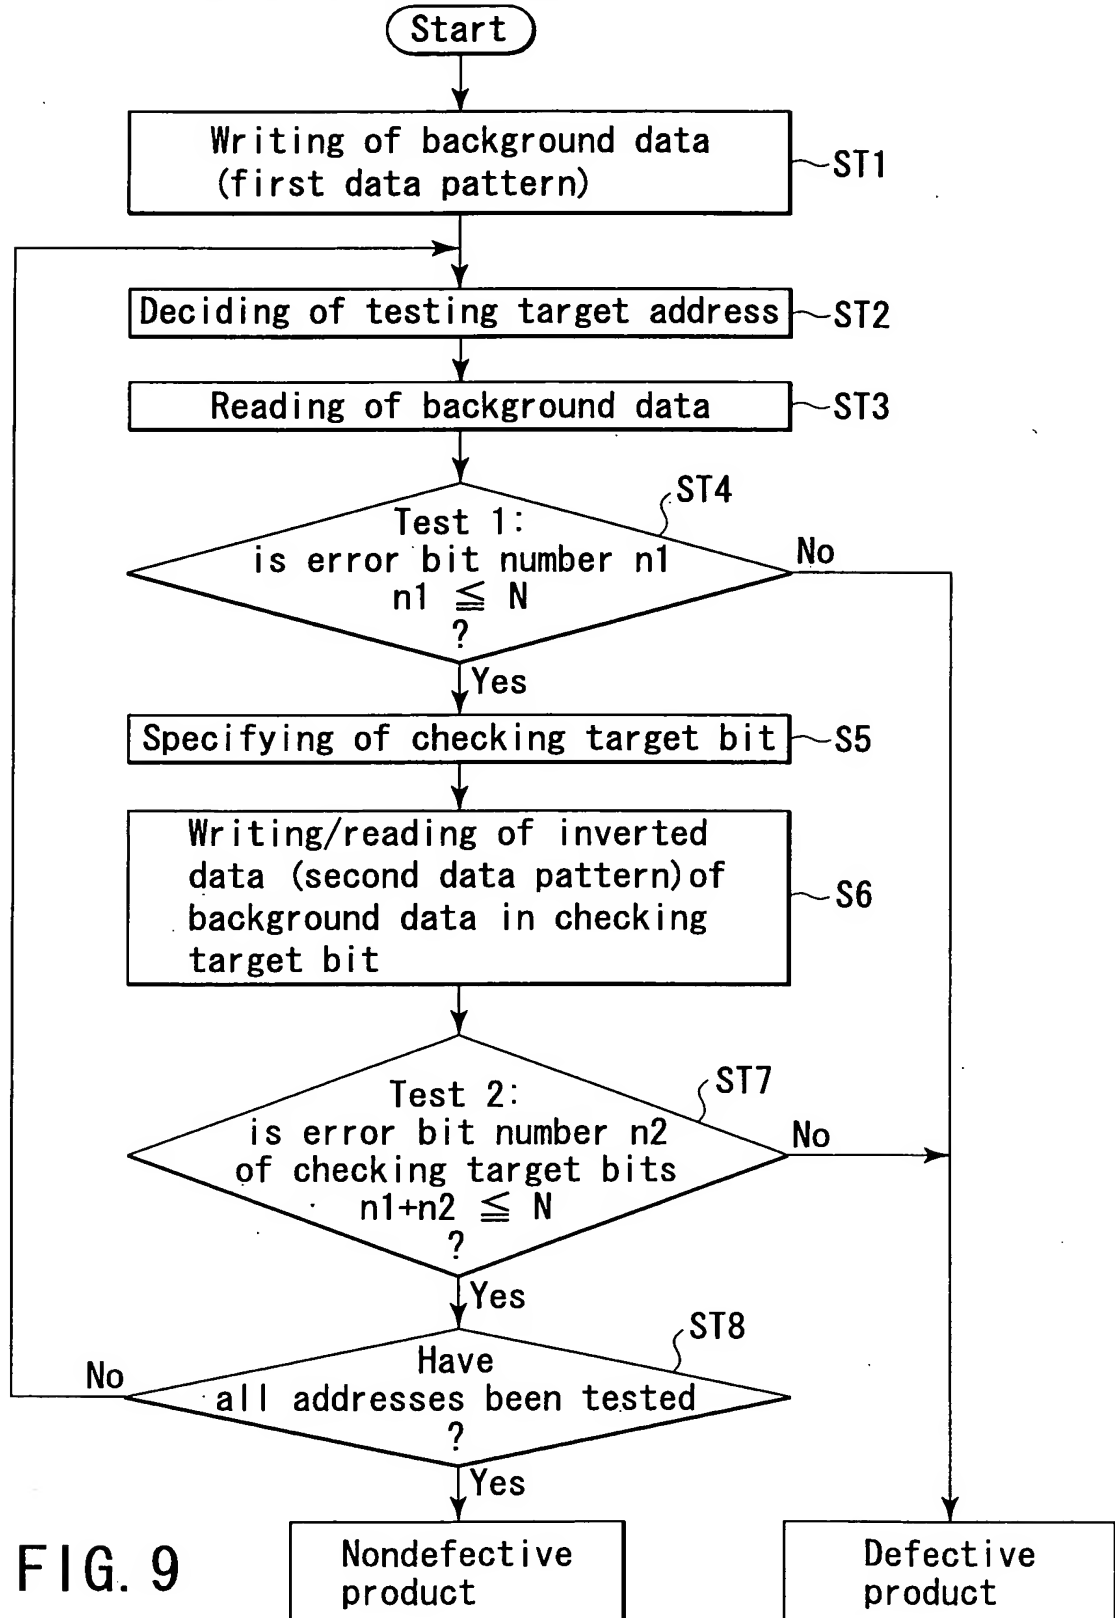 Start
Writing of background data
(first data pattern)
ST1
Deciding of testing target address
ST2
Reading of background data
ST3
ST4
Test 1:
is error bit number n1
n1 ≦ N
?
No
Yes
Specifying of checking target bit
S5
Writing/reading of inverted
data (second data pattern) of
background data in checking
target bit
S6
ST7
Test 2:
is error bit number n2
of checking target bits
n1+n2 ≦ N
?
No
Yes
ST8
Have
all addresses been tested
?
No
Yes
Nondefective
product
Defective
product
FIG. 9